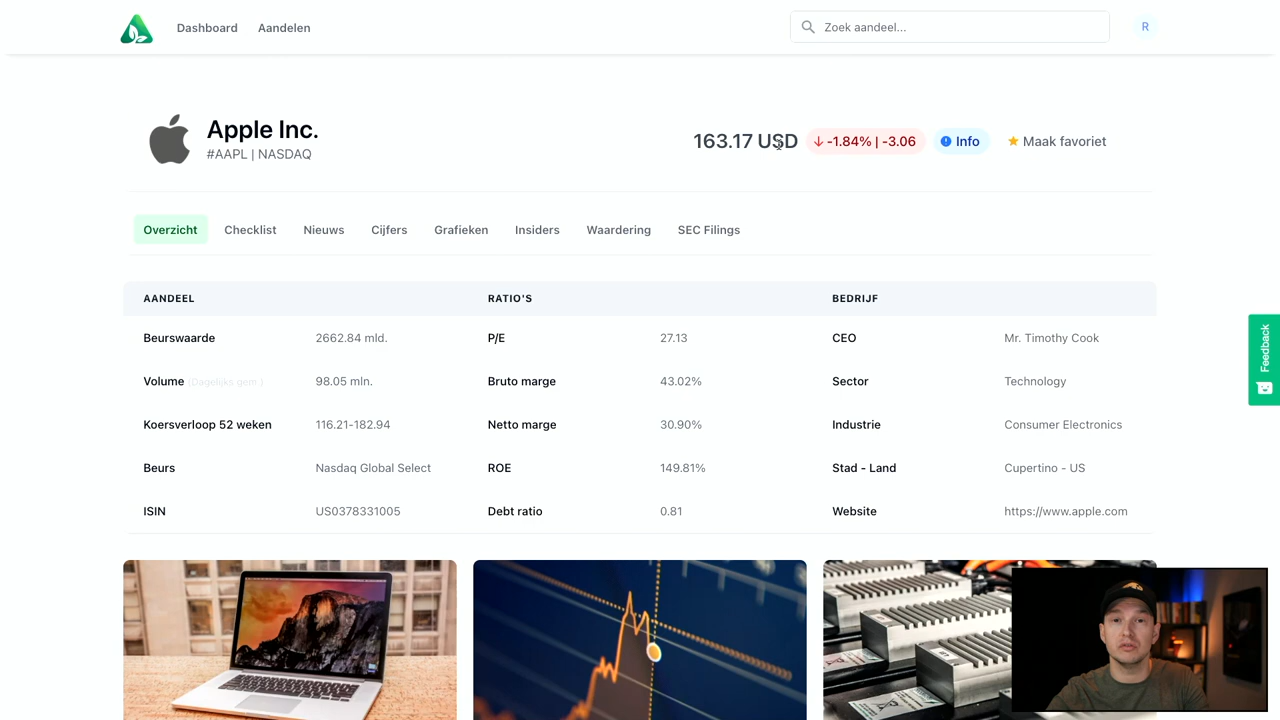 Dashboard Aandelen Zoek aandeel... R
Apple Inc.
#AAPL | NASDAQ
163.17 USD -1.84% | -3.06 Info Maak favoriet
Overzicht Checklist Nieuws Cijfers Grafieken Insiders Waardering SEC Filings
AANDEEL RATIO'S BEDRIJF
Beurswaarde 2662.84 mld. P/E 27.13 CEO Mr. Timothy Cook
Volume (Dagelijks gem.) 98.05 mln. Bruto marge 43.02% Sector Technology
Koersverloop 52 weken 116.21-182.94 Netto marge 30.90% Industrie Consumer Electronics
Beurs Nasdaq Global Select ROE 149.81% Stad - Land Cupertino - US
ISIN US0378331005 Debt ratio 0.81 Website https://www.apple.com
Feedback